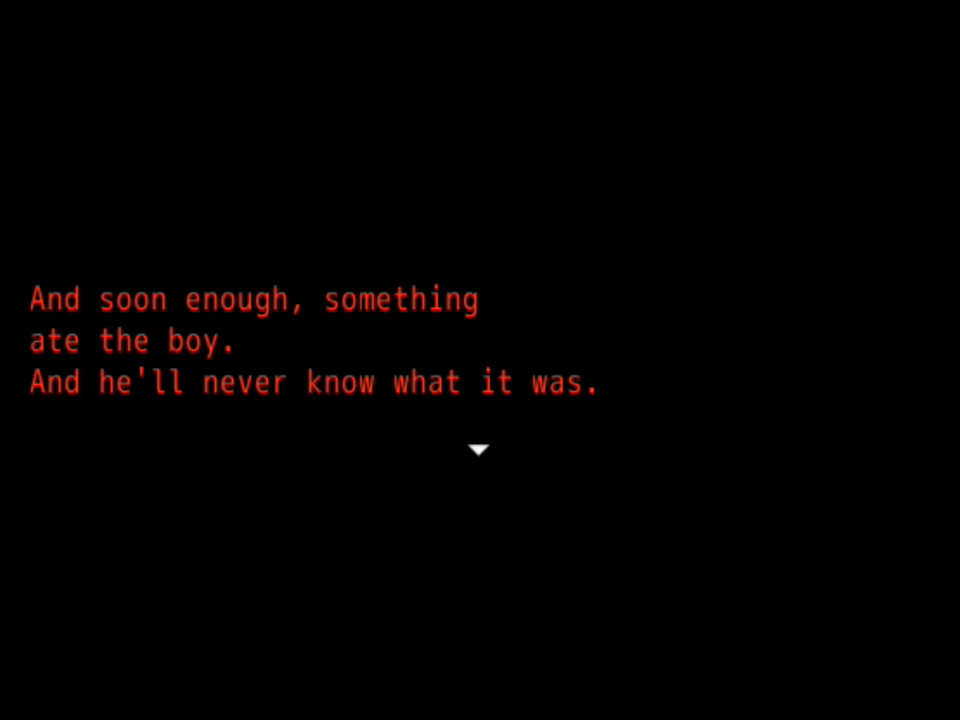 And soon enough, something
ate the boy.
And he'll never know what it was.